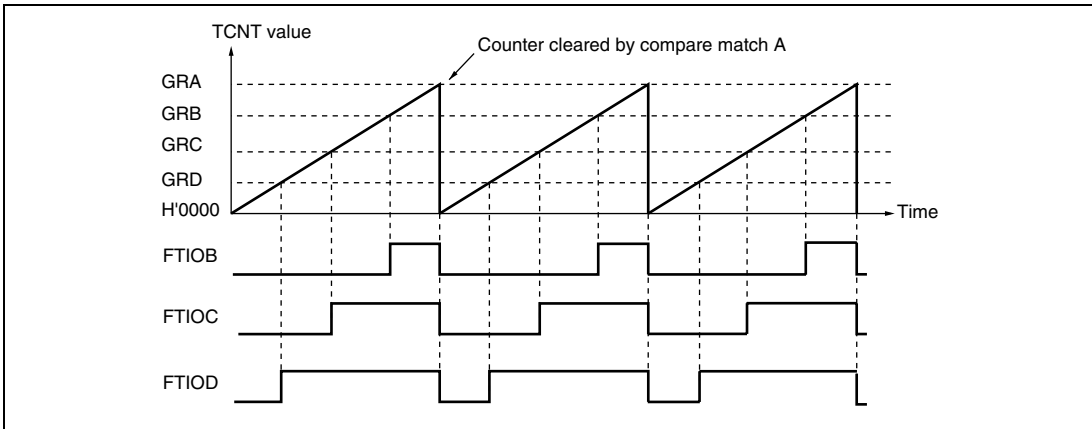 TCNT value
Counter cleared by compare match A
GRA
GRB
GRC
GRD
H'0000
Time
FTIOB
FTIOC
FTIOD